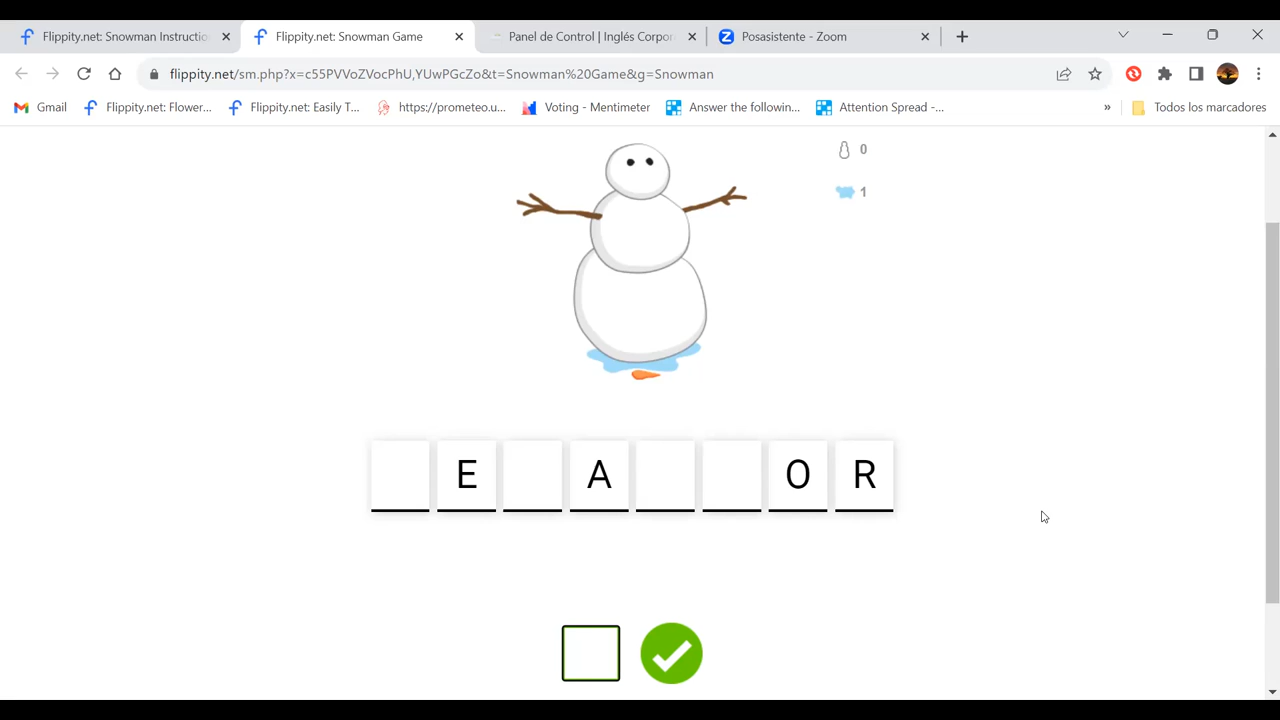 Flippity.net: Snowman Instructio
Flippity.net: Snowman Game
Panel de Control | Inglés Corpor
Posasistente - Zoom
flippity.net/sm.php?x=c55PVVoZVocPhU,YUwPGcZo&t=Snowman%20Game&g=Snowman
Gmail
Flippity.net: Flower...
Flippity.net: Easily T...
https://prometeo.u...
Voting - Mentimeter
Answer the followin...
Attention Spread -...
»
Todos los marcadores
0
1
E A O R